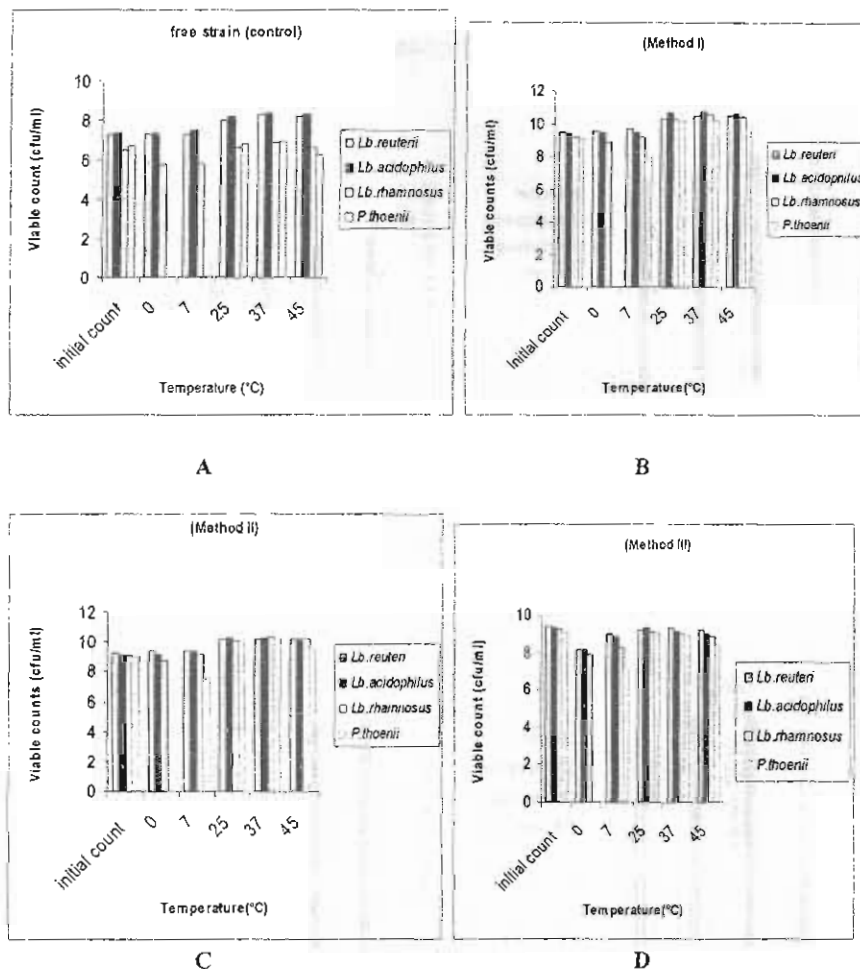 free strain (control)
Viable count (cfu/ml)
10
8
6
4
2
0
initial count
0
7
25
37
45
Temperature (°C)
Lb.reuterii
Lb.acidophilus
Lb.rhamnosus
P.thoenii
A
(Method I)
Viable counts (cfu/ml)
12
10
8
6
4
2
0
Initial count
0
7
25
37
45
Temperature(°C)
Lb.reuteri
Lb.acidophilus
Lb.rhamnosus
P.thoenii
B
(Method II)
Viable counts (cfu/ml)
12
10
8
6
4
2
0
initial count
0
7
25
37
45
Temperature(°C)
Lb.reuteri
Lb.acidophilus
Lb.rhamnosus
P.thoenii
C
(Method III)
Viable count (cfu/ml)
10
8
6
4
2
0
initial count
0
7
25
37
45
Temperature(°C)
Lb.reuteri
Lb.acidophilus
Lb.rhamnosus
P.thoenii
D